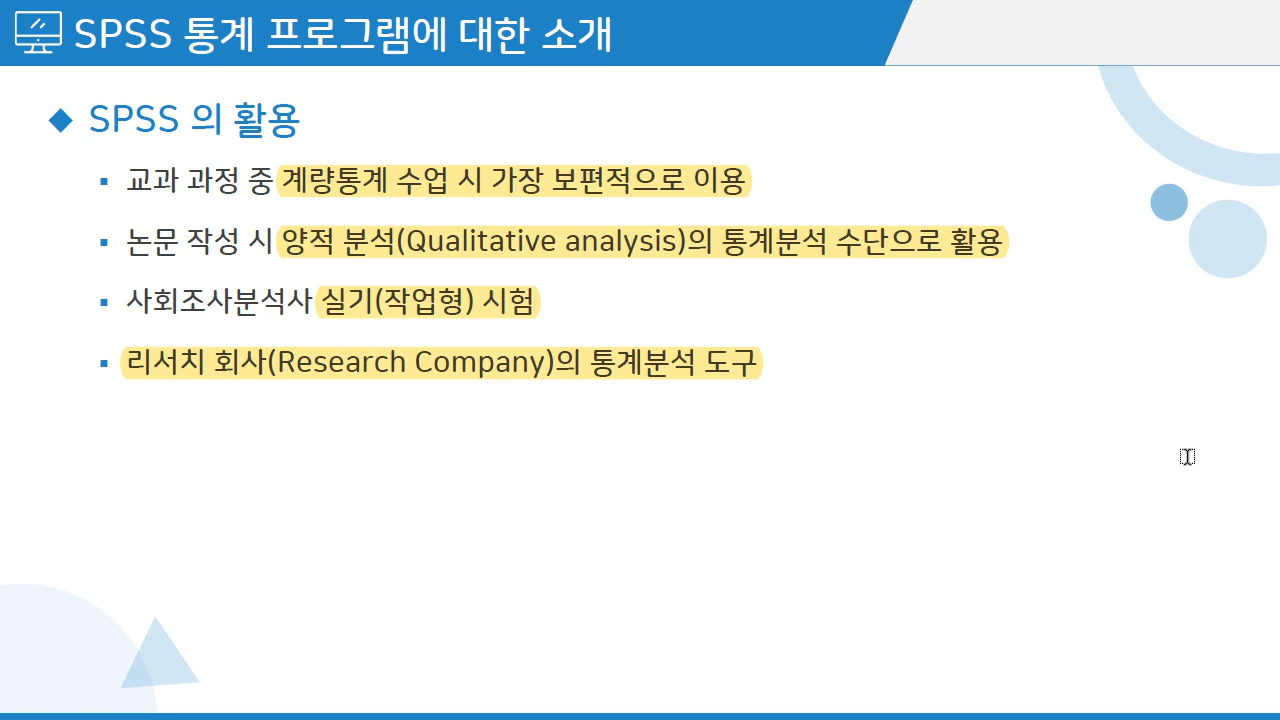 SPSS 통계 프로그램에 대한 소개
SPSS 의 활용
교과 과정 중 계량통계 수업 시 가장 보편적으로 이용
논문 작성 시 양적 분석(Qualitative analysis)의 통계분석 수단으로 활용
사회조사분석사 실기(작업형) 시험
리서치 회사(Research Company)의 통계분석 도구